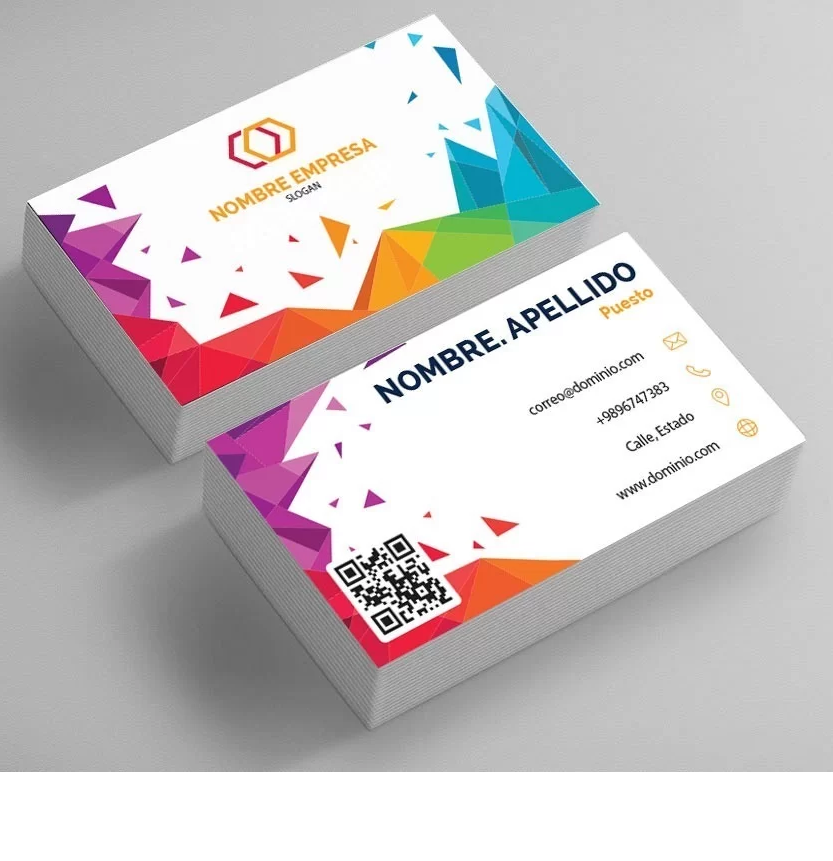 NOMBRE EMPRESA
SLOGAN
NOMBRE. APELLIDO
Puesto
correo@dominio.com
+9896747383
Calle, Estado
www.dominio.com